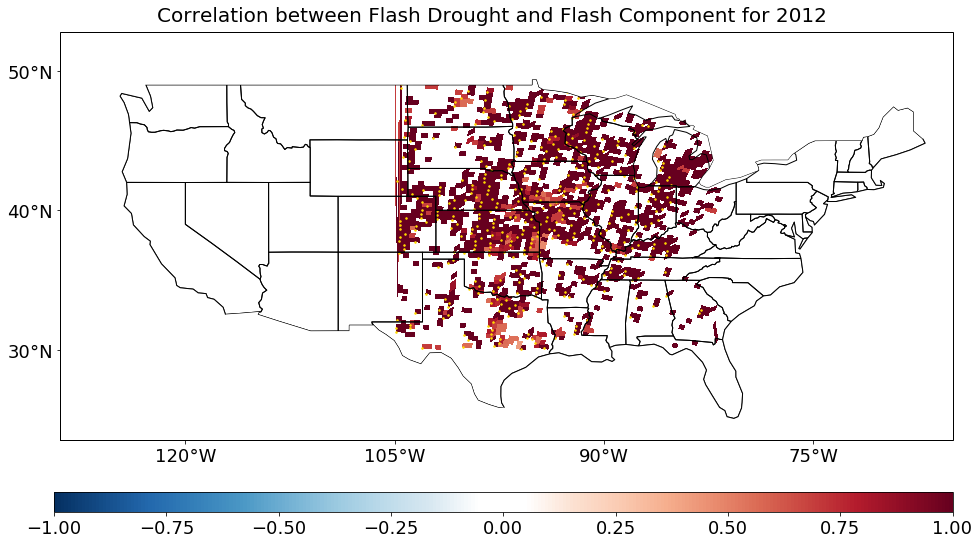 Correlation between Flash Drought and Flash Component for 2012
50°N
40°N
30°N
120°W 105°W 90°W 75°W
−1.00 −0.75 −0.50 −0.25 0.00 0.25 0.50 0.75 1.00